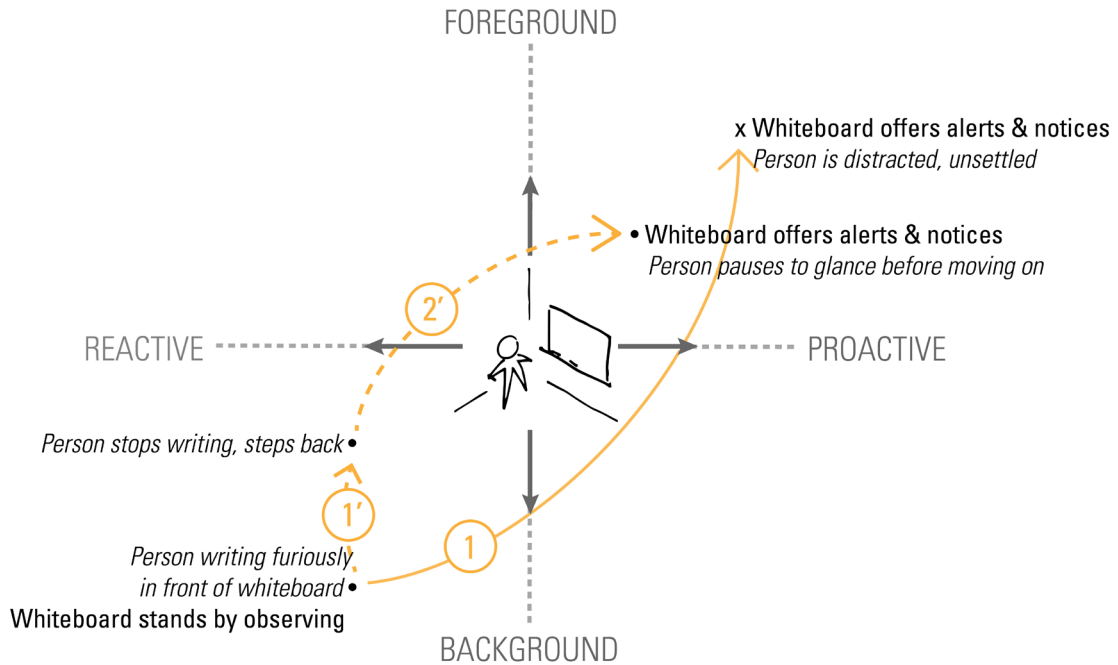 FOREGROUND
x Whiteboard offers alerts & notices
Person is distracted, unsettled
• Whiteboard offers alerts & notices
Person pauses to glance before moving on
2’
REACTIVE
PROACTIVE
Person stops writing, steps back •
1’
1
Person writing furiously
in front of whiteboard •
Whiteboard stands by observing
BACKGROUND